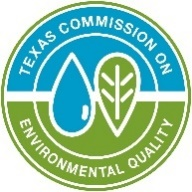 TEXAS COMMISSION ON
ENVIRONMENTAL QUALITY